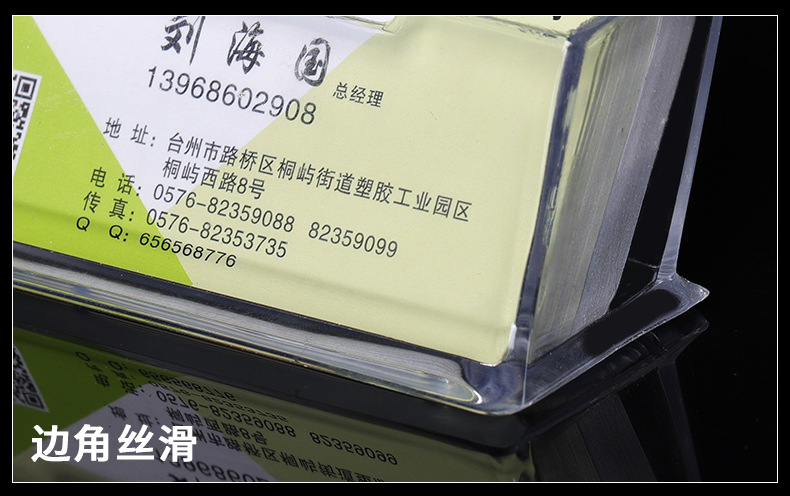 刘海国
总经理
13968602908
地 址：台州市路桥区桐屿街道塑胶工业园区
桐屿西路8号
电 话：0576-82359088 82359099
传 真：0576-82353735
Q Q：656568776
边角丝滑